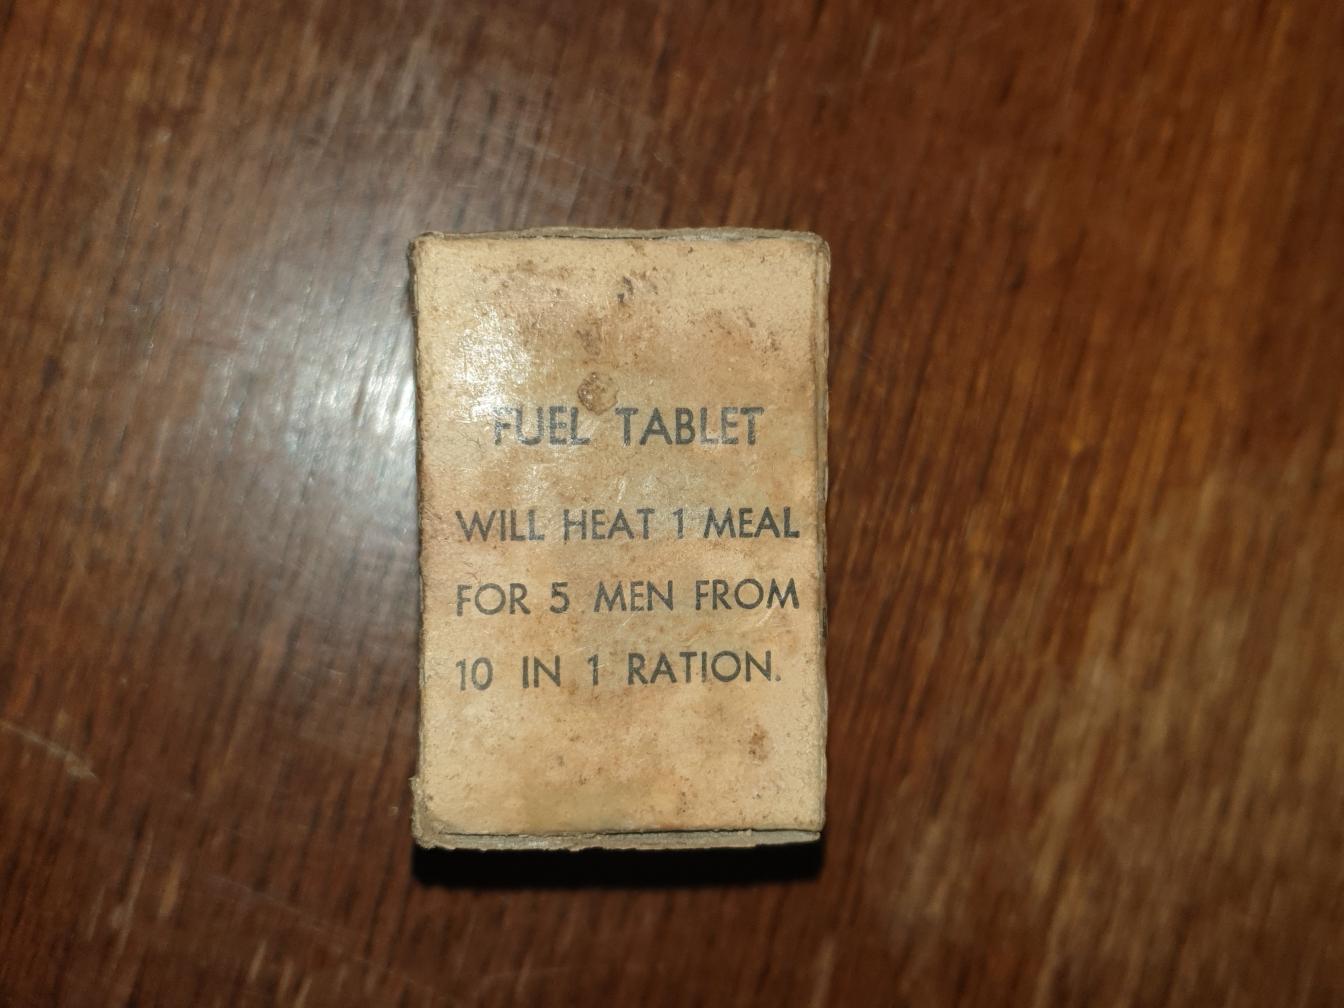 FUEL TABLET
WILL HEAT 1 MEAL
FOR 5 MEN FROM
10 IN 1 RATION.